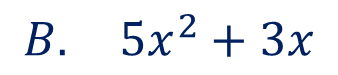 B. 5x² + 3x